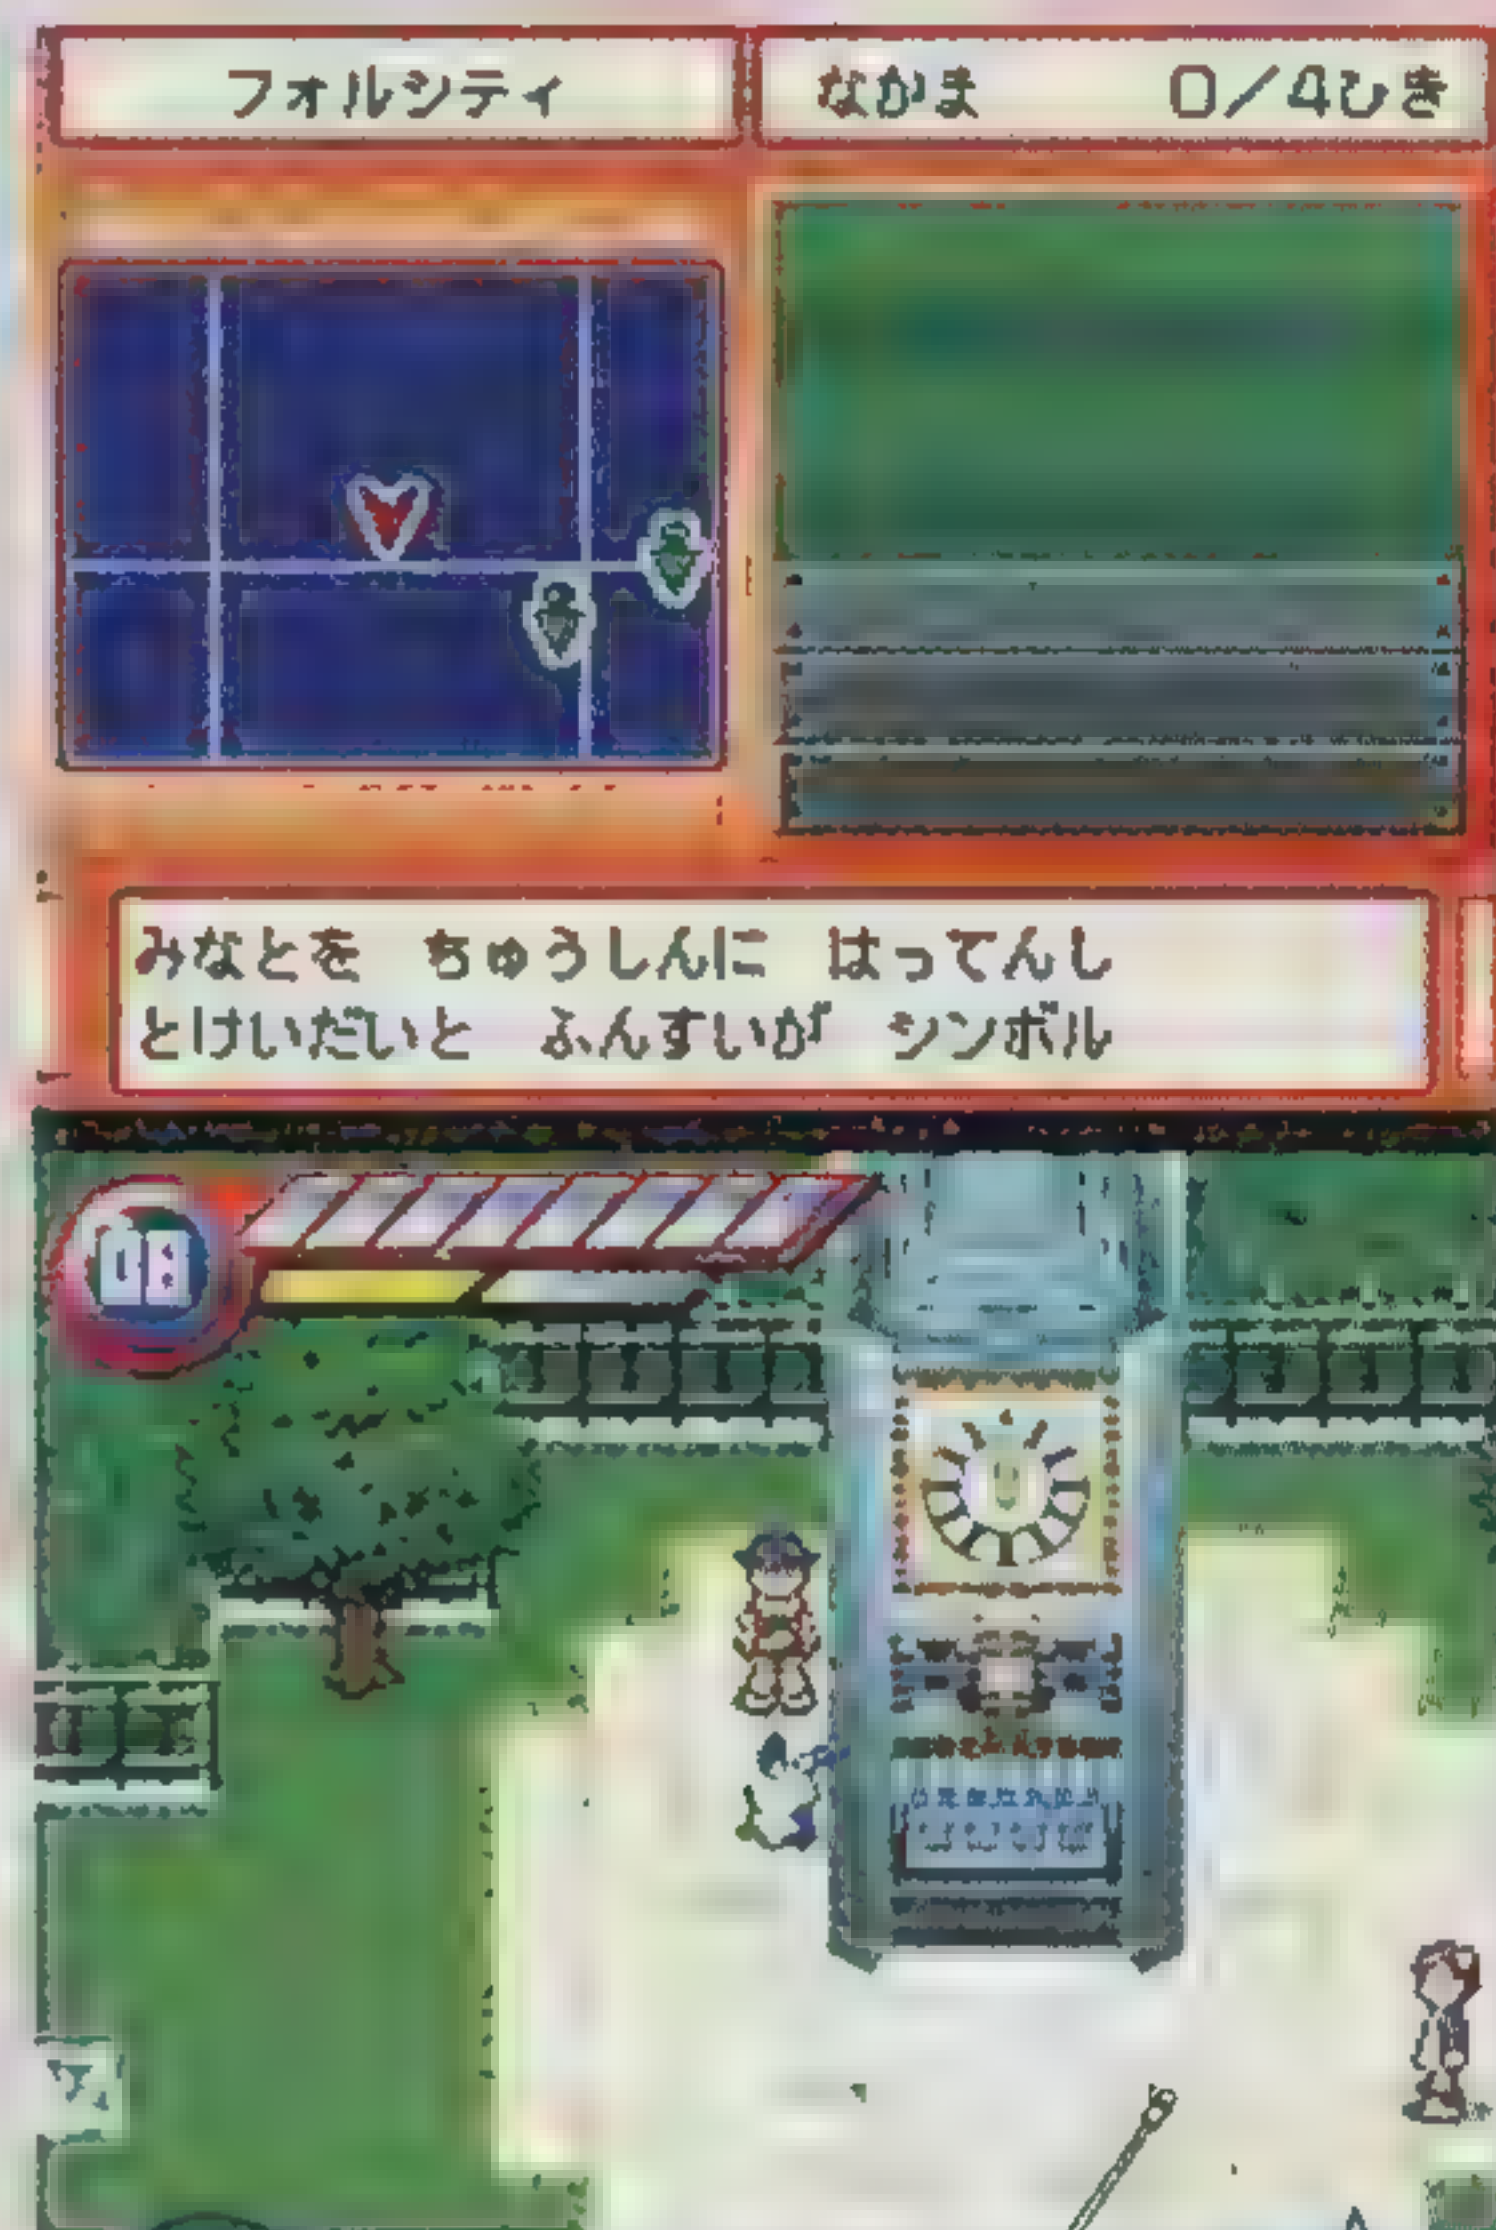 フォルシティ
なかま 0/4ひき
みなとを ちゅうしんに はってんし
とけいだいと ふんすいが シンボル